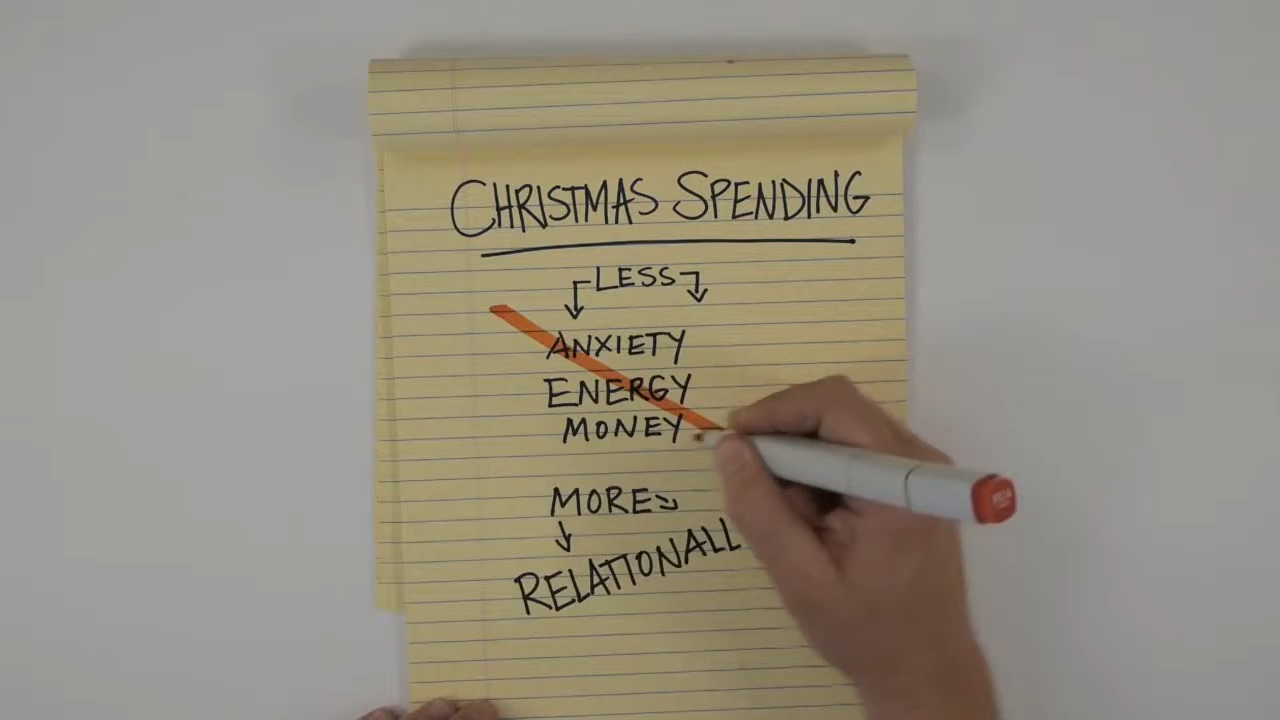 CHRISTMAS SPENDING
LESS
ANXIETY
ENERGY
MONEY
MORE
RELATIONALL